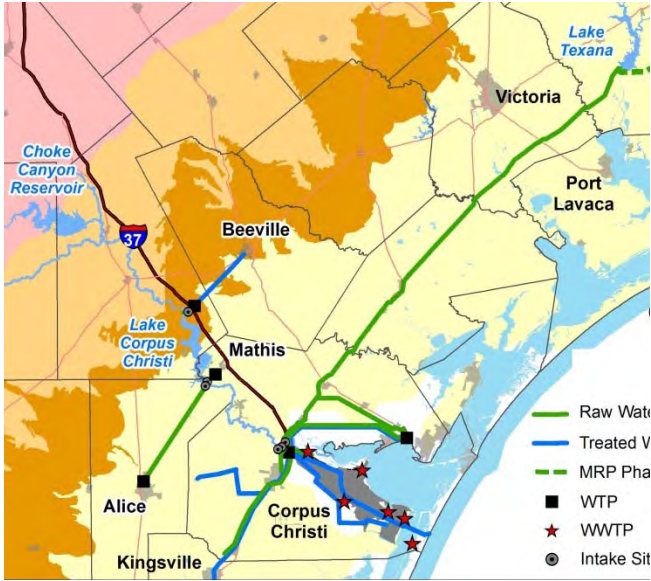 Lake
Texana
Victoria
Choke
Canyon
Reservoir
Port
Lavaca
37
Beeville
Lake
Corpus
Christi
Mathis
Raw Wate
Treated W
MRP Pha
WTP
WWTP
Intake Sit
Alice
Corpus
Christi
Kingsville